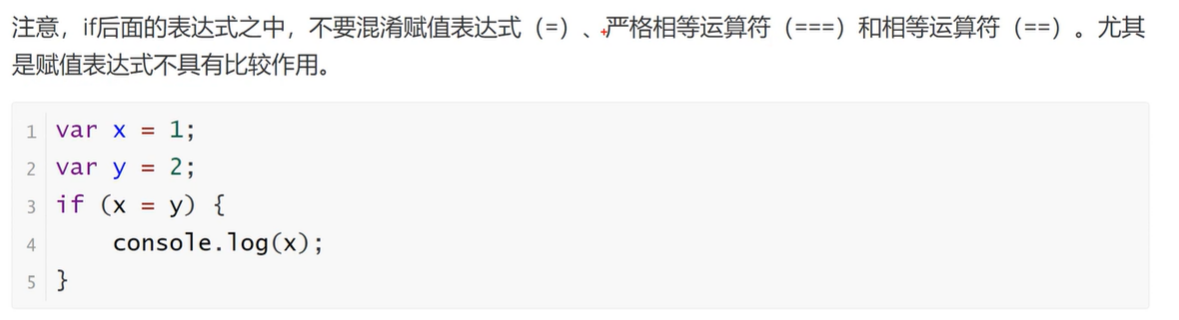 注意，if后面的表达式之中，不要混淆赋值表达式（=）、严格相等运算符（===）和相等运算符（==）。尤其
是赋值表达式不具有比较作用。
1 var x = 1;
2 var y = 2;
3 if (x = y) {
4     console.log(x);
5 }